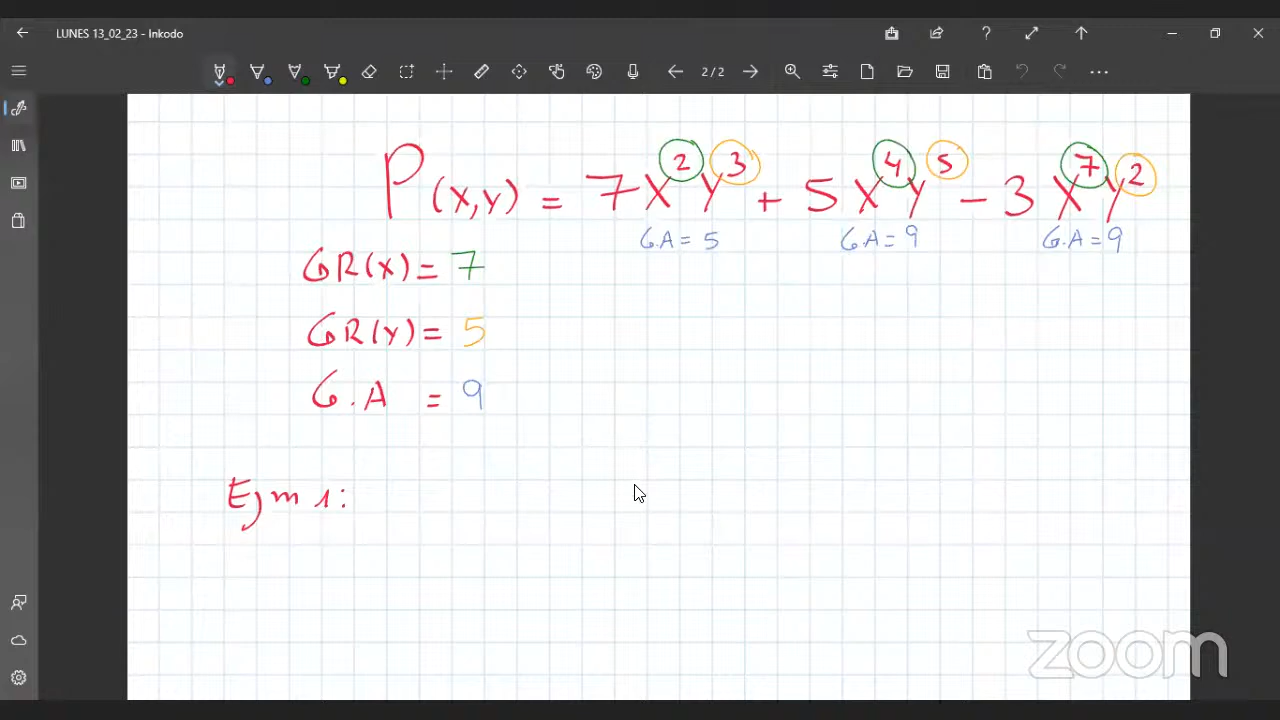 LUNES 13_02_23 - Inkodo
2 / 2
P(x,y) = 7x²y³ + 5x⁴y⁵ - 3x⁷y²
G.A = 5 G.A = 9 G.A = 9
GR(x) = 7
GR(y) = 5
G.A = 9
Ejm 1:
zoom